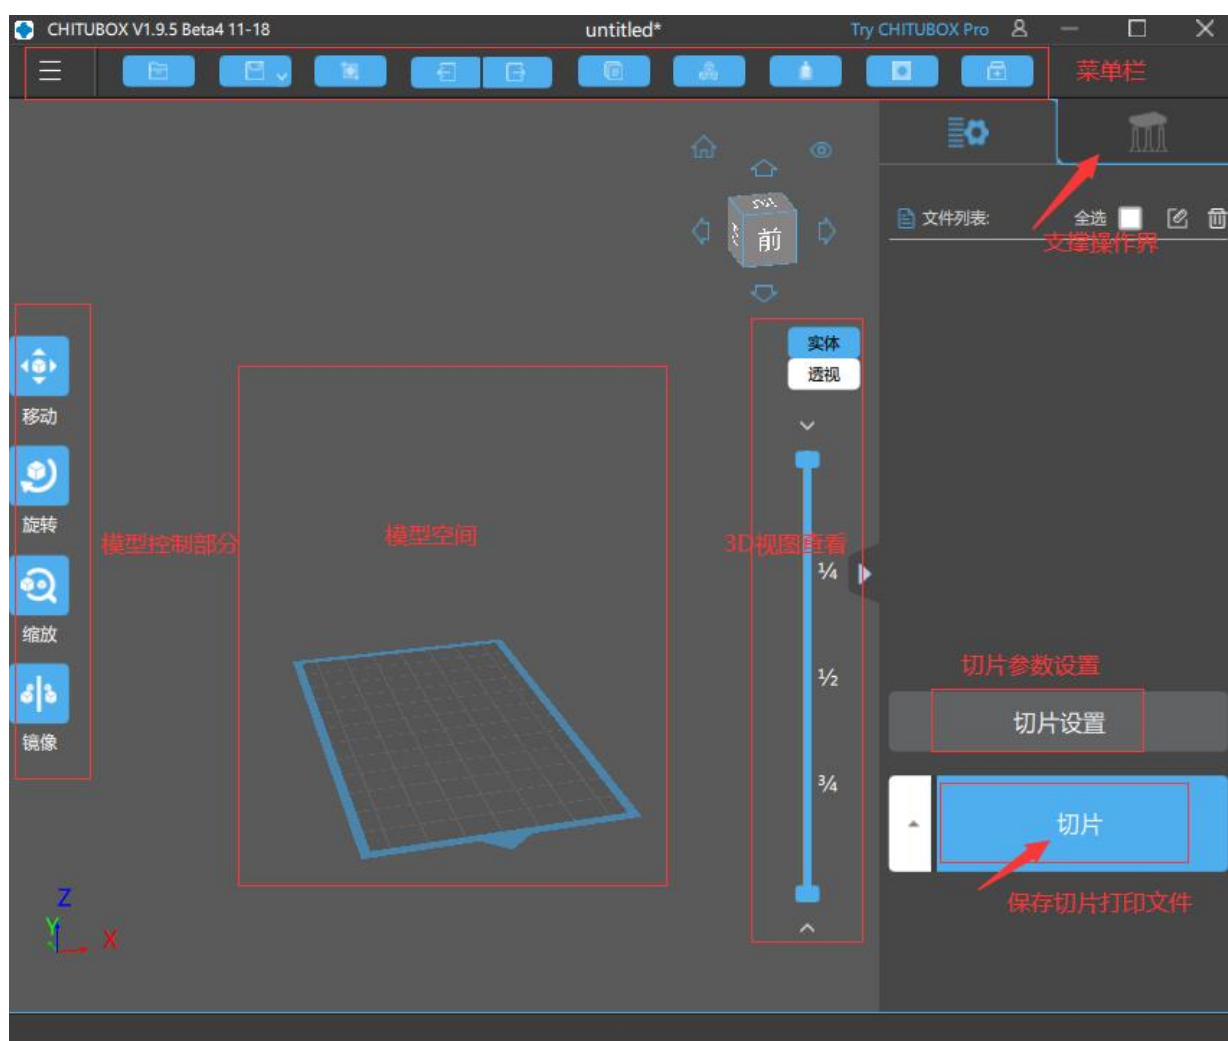 CHITUBOX V1.9.5 Beta4 11-18
untitled*
Try CHITUBOX Pro
菜单栏
文件列表:
全选
支撑操作界
前
实体
透视
移动
旋转
缩放
镜像
模型控制部分
模型空间
3D视图查看
¼
½
¾
切片参数设置
切片设置
切片
保存切片打印文件
Z
Y
X